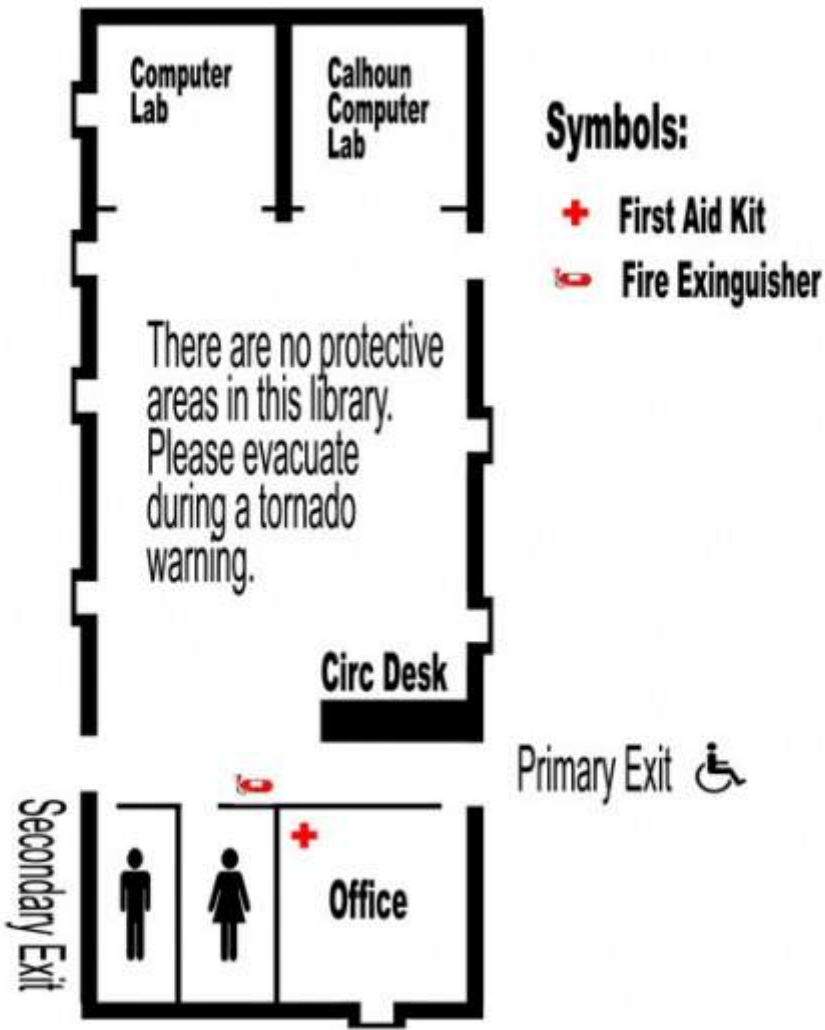 Computer
Lab
Calhoun
Computer
Lab
Symbols:
First Aid Kit
Fire Exinguisher
There are no protective
areas in this library.
Please evacuate
during a tornado
warning.
Circ Desk
Primary Exit
Secondary Exit
Office